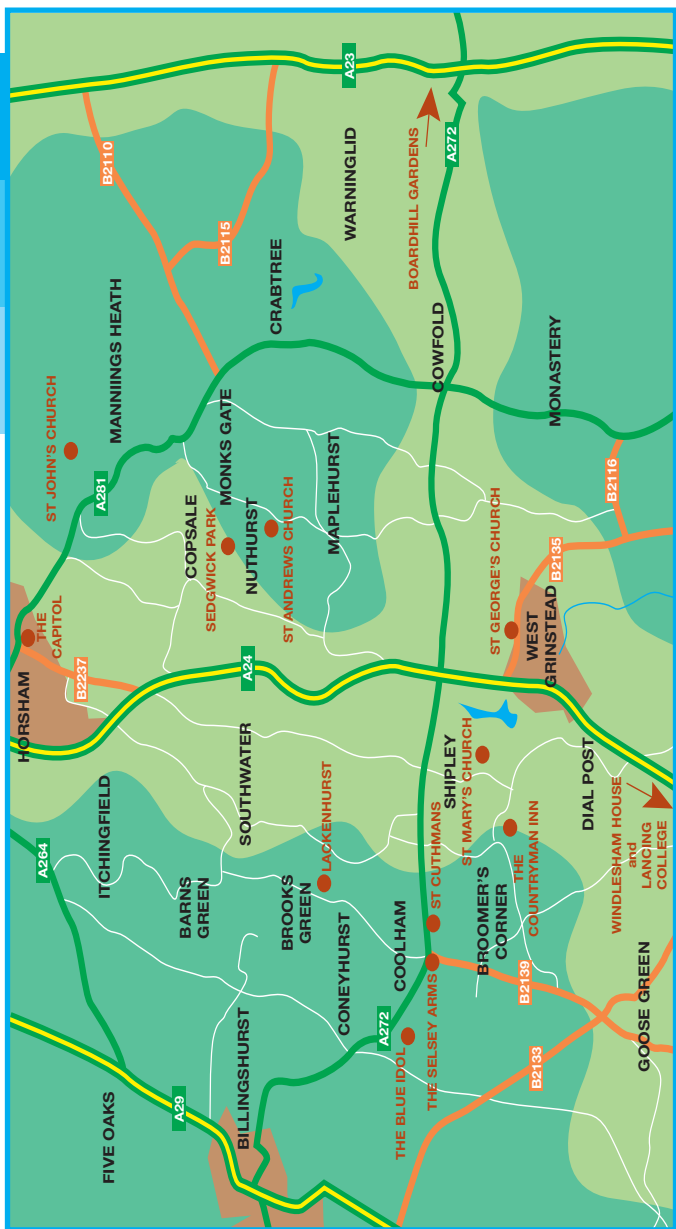 HORSHAM
THE
CAPITOL
B2237
ST JOHN'S CHURCH
A281
MANNIINGS HEATH
B2110
B2115
A23
A264
ITCHINGFIELD
FIVE OAKS
A29
BARNS
GREEN
SOUTHWATER
A24
COPSALE
SEDGWICK PARK
MONKS GATE
NUTHURST
ST ANDREWS CHURCH
CRABTREE
MAPLEHURST
WARNINGLID
BILLINGSHURST
BROOKS
GREEN
LACKENHURST
CONEYHURST
A272
COOLHAM
THE BLUE IDOL
THE SELSEY ARMS
ST CUTHMANS
SHIPLEY
ST MARY'S CHURCH
COWFOLD
BOARDHILL GARDENS
A272
BROOMER'S
CORNER
THE
COUNTRYMAN INN
B2139
B2133
ST GEORGE'S CHURCH
WEST
GRINSTEAD
B2135
B2116
MONASTERY
DIAL POST
WINDLESHAM HOUSE
and
LANCING
COLLEGE
GOOSE GREEN